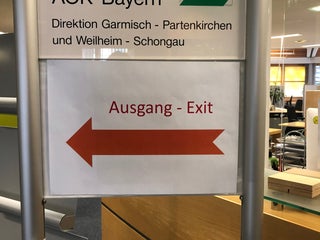 AOK Bayern
Direktion Garmisch - Partenkirchen
und Weilheim - Schongau
Ausgang - Exit